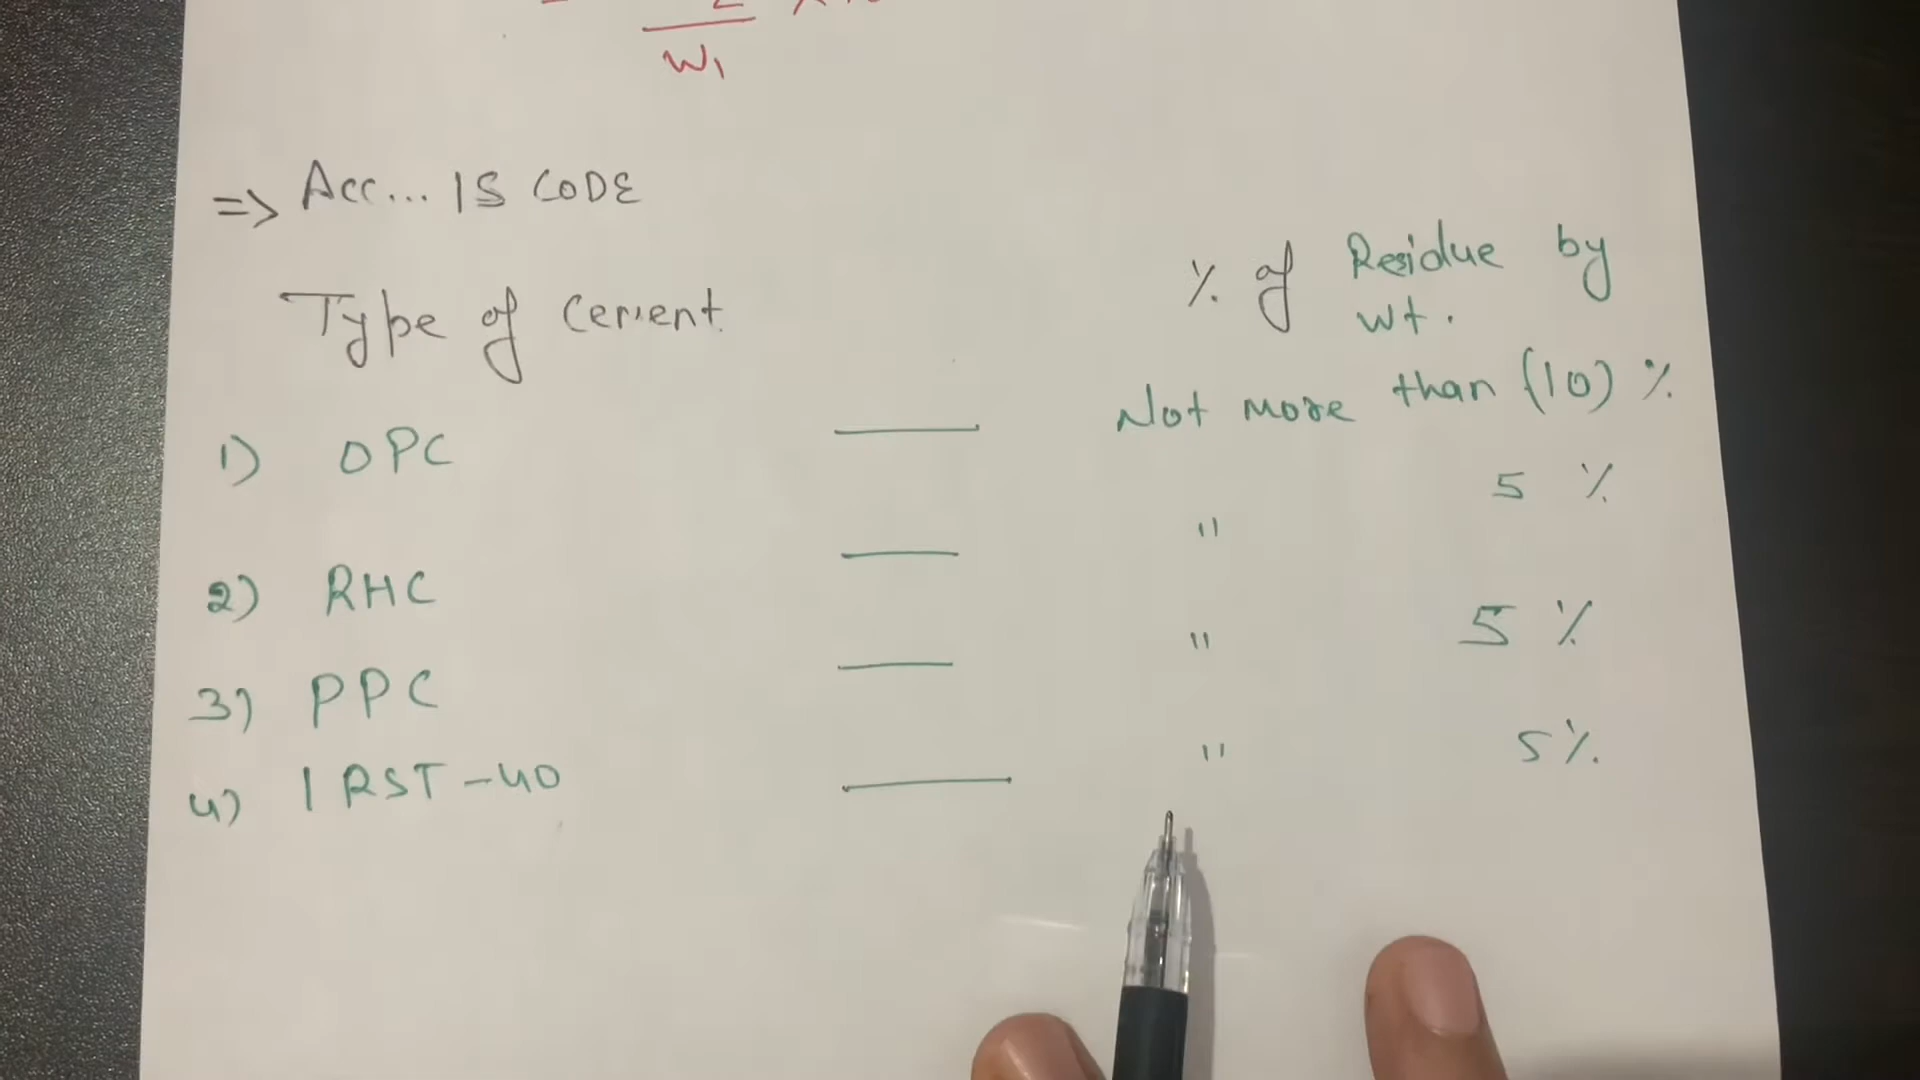 W1
=> Acc... IS CODE
Type of Cement
% of Residue by
wt.
1) OPC —— Not more than (10) %
2) RHC —— " 5 %
3) PPC —— " 5 %
4) IRST-40 —— " 5%.